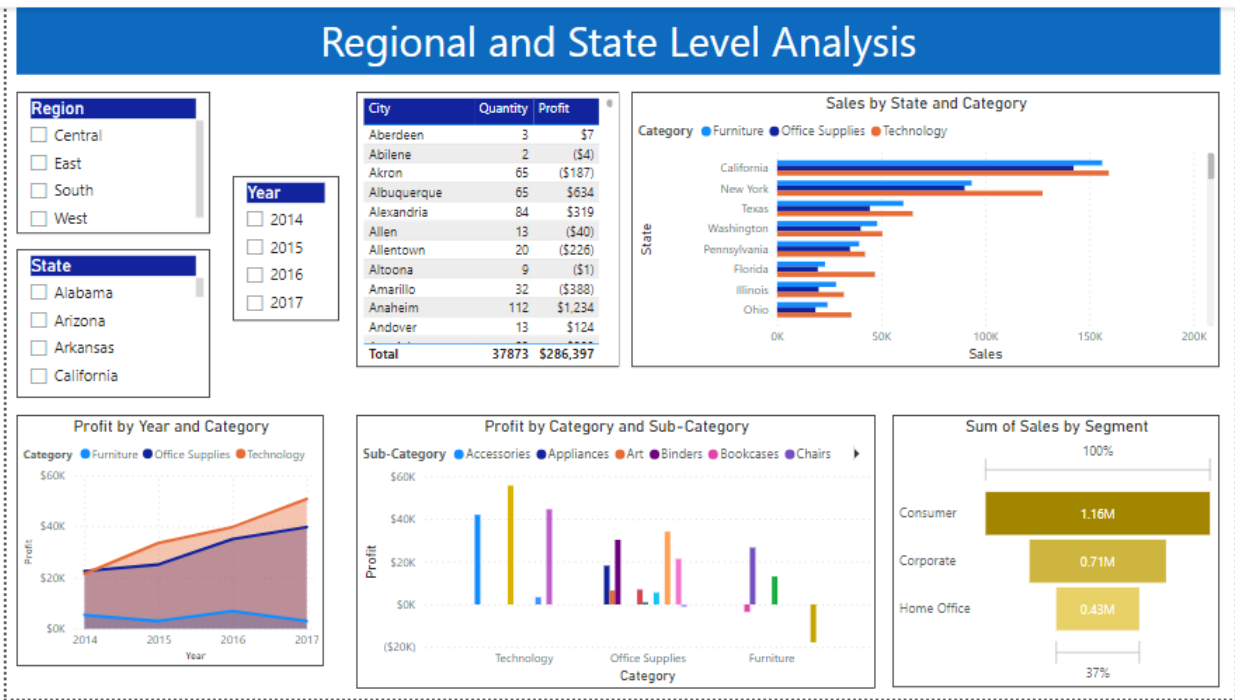 Regional and State Level Analysis
Region
Central
East
South
West
State
Alabama
Arizona
Arkansas
California
Year
2014
2015
2016
2017
City Quantity Profit
Aberdeen 3 $7
Abilene 2 ($4)
Akron 65 ($187)
Albuquerque 65 $634
Alexandria 84 $319
Allen 13 ($40)
Allentown 20 ($226)
Altoona 9 ($1)
Amarillo 32 ($388)
Anaheim 112 $1,234
Andover 13 $124
Total 37873 $286,397
Sales by State and Category
Category Furniture Office Supplies Technology
State
California
New York
Texas
Washington
Pennsylvania
Florida
Illinois
Ohio
0K 50K 100K 150K 200K
Sales
Profit by Year and Category
Category Furniture Office Supplies Technology
Profit
$60K
$40K
$20K
$0K
2014 2015 2016 2017
Year
Profit by Category and Sub-Category
Sub-Category Accessories Appliances Art Binders Bookcases Chairs
Profit
$60K
$40K
$20K
$0K
($20K)
Technology Office Supplies Furniture
Category
Sum of Sales by Segment
100%
Consumer 1.16M
Corporate 0.71M
Home Office 0.43M
37%